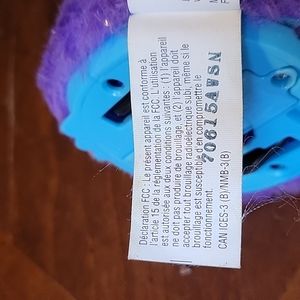 Déclaration FCC : Le présent appareil est conforme à
l'article 15 de la réglementation de la FCC. L'utilisation
est autorisée aux deux conditions suivantes : (1) l'appareil
ne doit pas produire de brouillage, et (2) l'appareil doit
accepter tout brouillage radioélectrique subi, même si le
brouillage est susceptible d'en compromettre le
fonctionnement.
CAN ICES-3 (B)/NMB-3(B)
70615AWSN